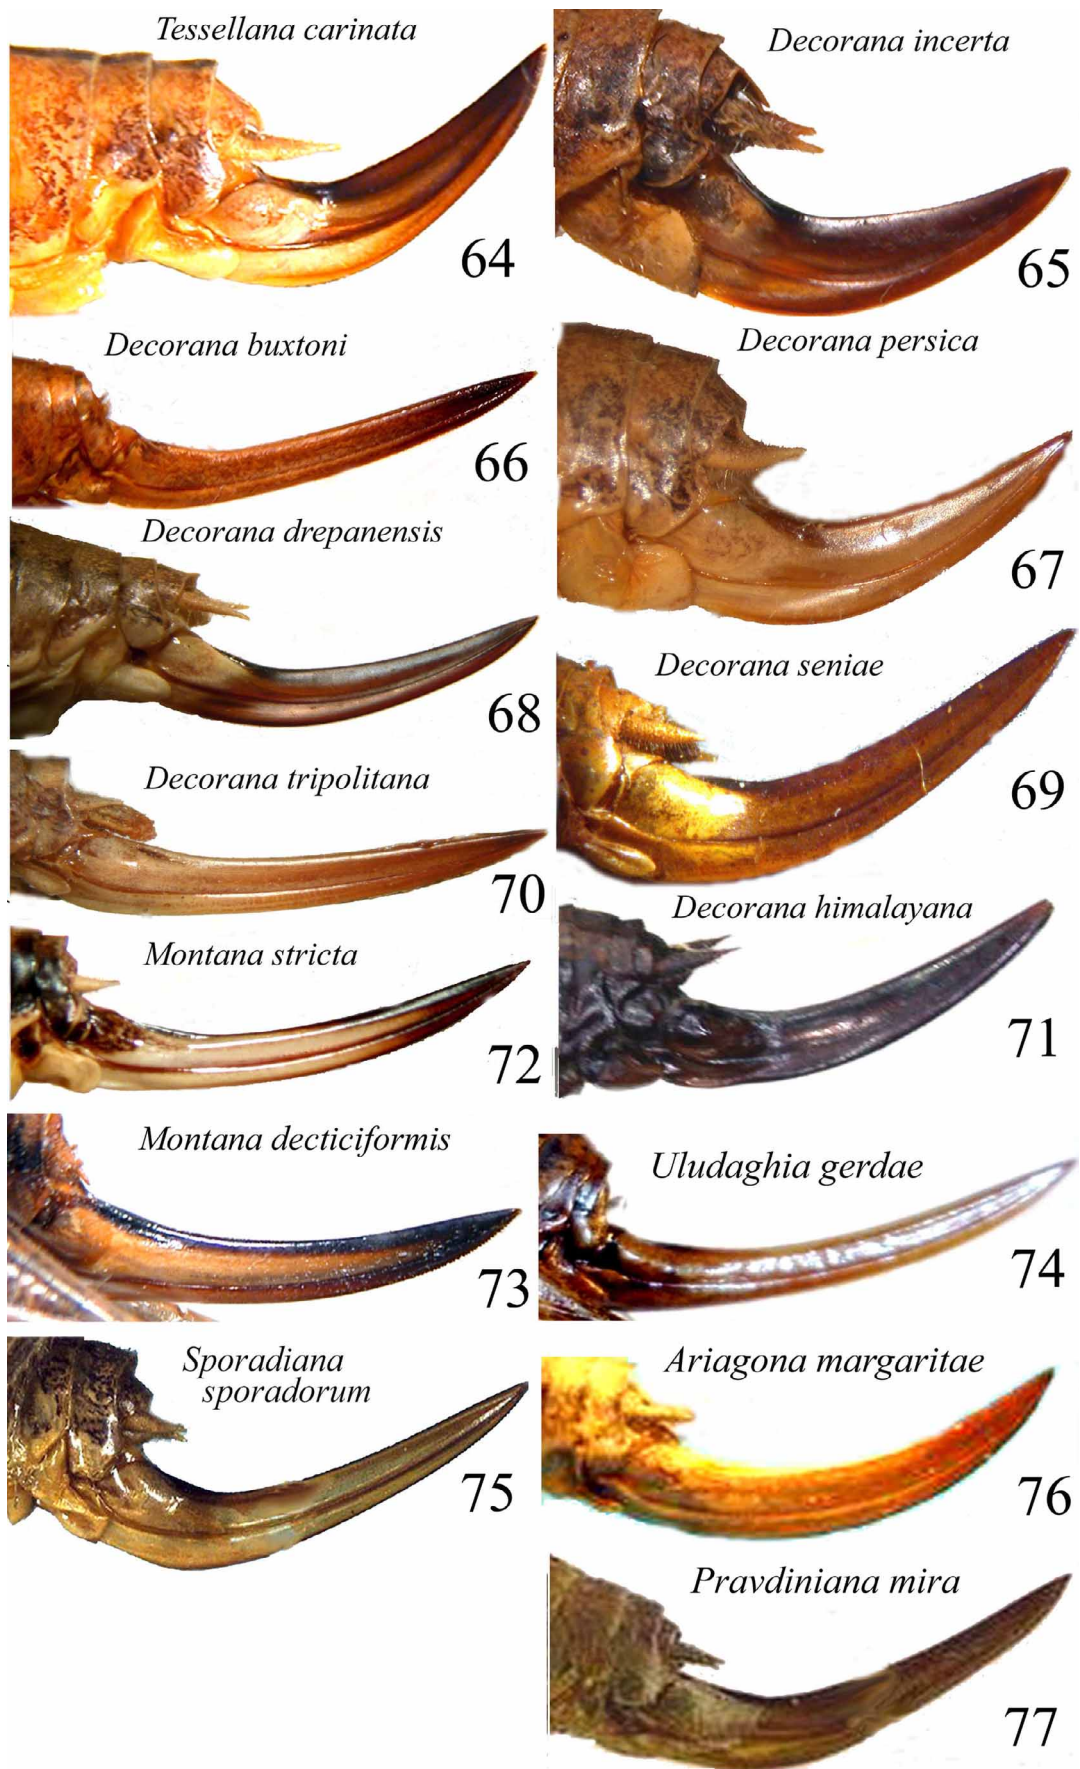 Tessellana carinata
64
Decorana incerta
65
Decorana buxtoni
66
Decorana persica
67
Decorana drepanensis
68
Decorana seniae
69
Decorana tripolitana
70
Decorana himalayana
71
Montana stricta
72
Montana decticiformis
73
Uludaghia gerdae
74
Sporadiana
sporadorum
75
Ariagona margaritae
76
Pravdiniana mira
77